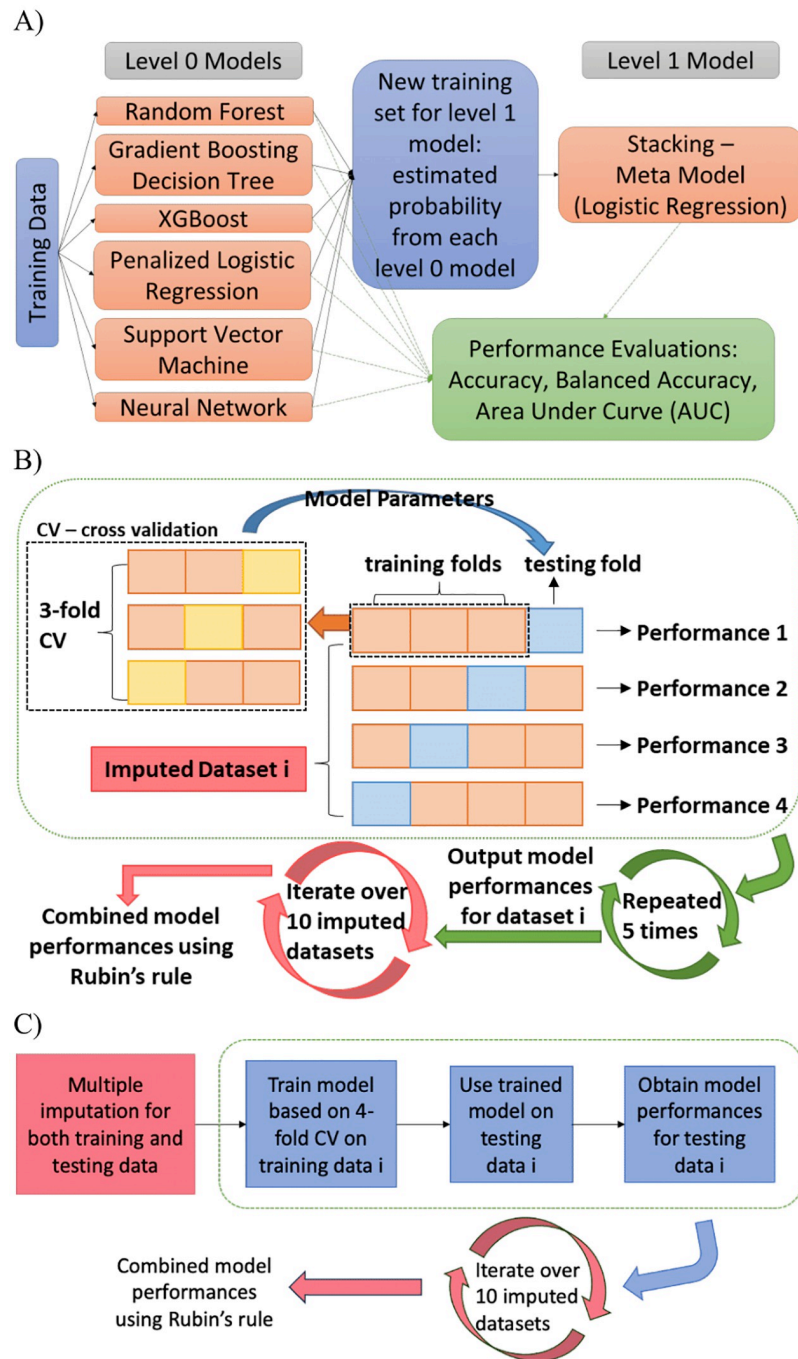 A)
Level 0 Models
Level 1 Model
Training Data
Random Forest
Gradient Boosting
Decision Tree
XGBoost
Penalized Logistic
Regression
Support Vector
Machine
Neural Network
New training
set for level 1
model:
estimated
probability
from each
level 0 model
Stacking –
Meta Model
(Logistic Regression)
Performance Evaluations:
Accuracy, Balanced Accuracy,
Area Under Curve (AUC)
B)
Model Parameters
CV – cross validation
3-fold
CV
training folds
testing fold
Performance 1
Performance 2
Performance 3
Performance 4
Imputed Dataset i
Repeated
5 times
Output model
performances
for dataset i
Iterate over
10 imputed
datasets
Combined model
performances using
Rubin's rule
C)
Multiple
imputation for
both training and
testing data
Train model
based on 4-
fold CV on
training data i
Use trained
model on
testing
data i
Obtain model
performances
for testing
data i
Iterate over
10 imputed
datasets
Combined model
performances
using Rubin's rule